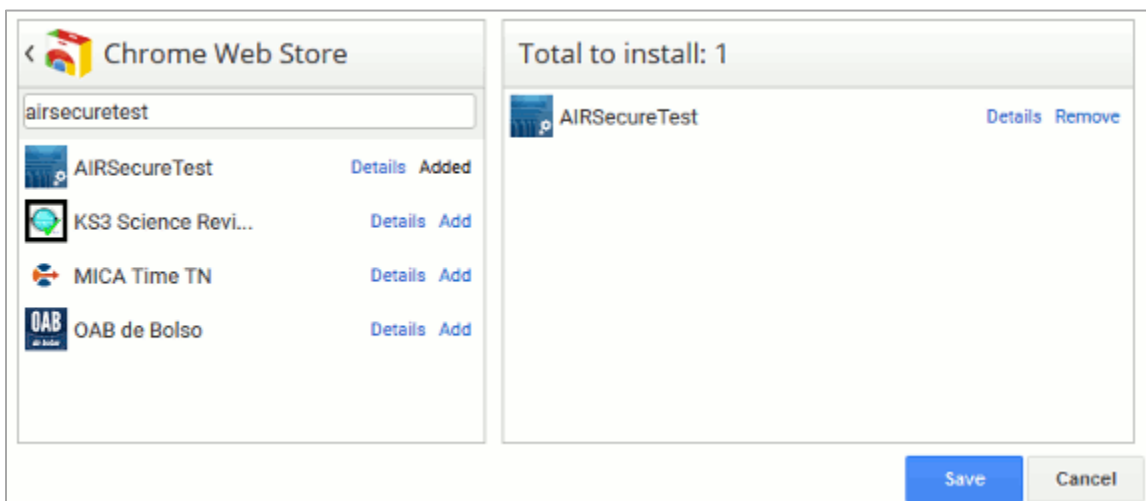 ‹ Chrome Web Store
airsecuretest
AIRSecureTest Details Added
KS3 Science Revi... Details Add
MICA Time TN Details Add
OAB de Bolso Details Add
Total to install: 1
AIRSecureTest Details Remove
Save Cancel